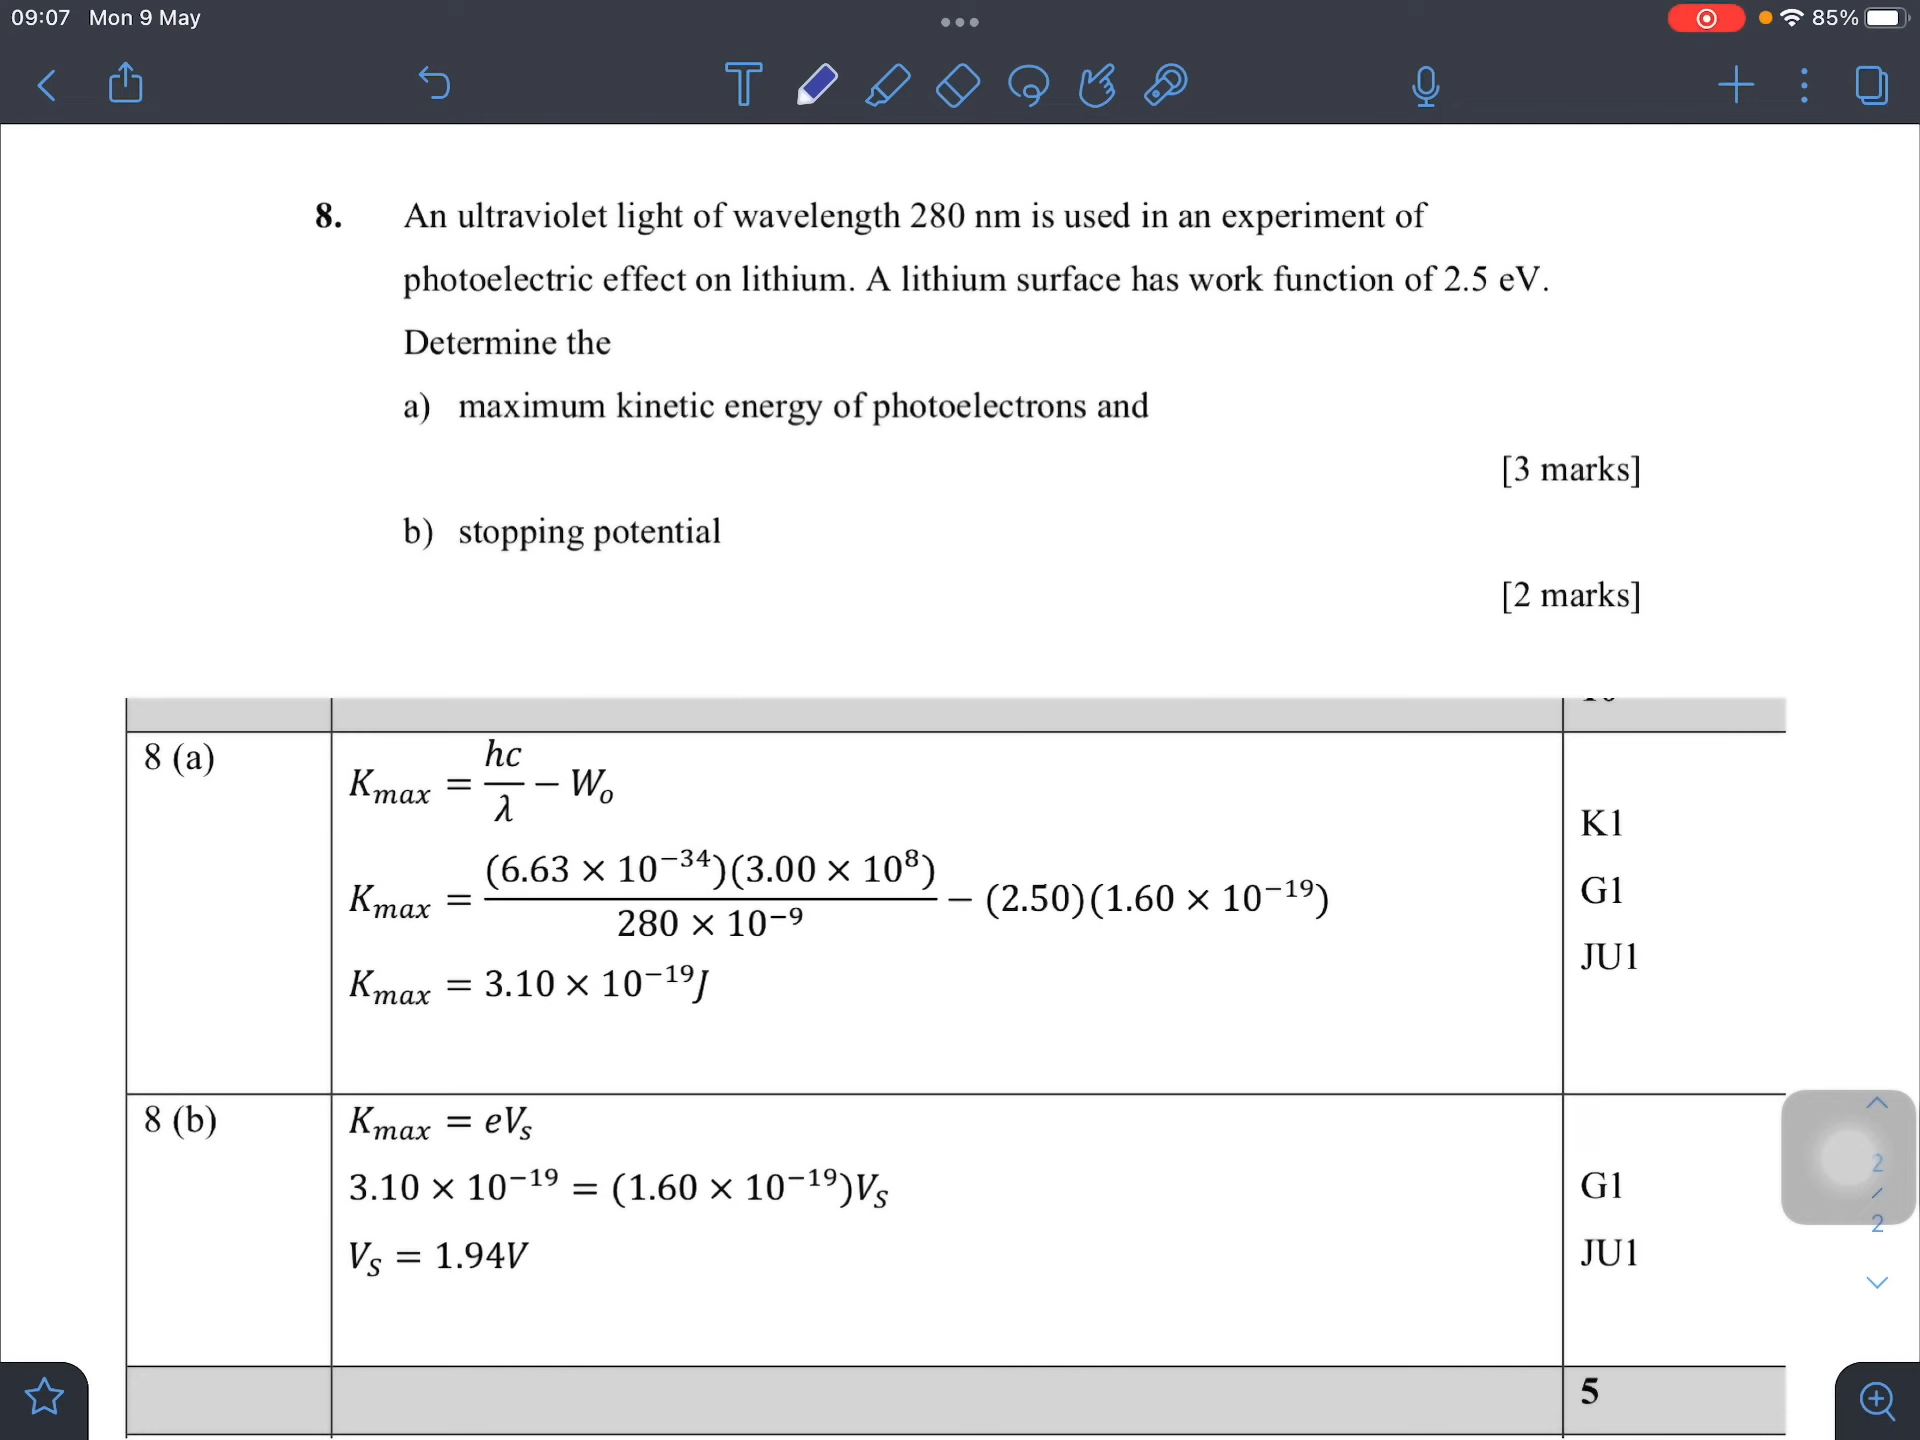 09:07 Mon 9 May
85%
8. An ultraviolet light of wavelength 280 nm is used in an experiment of
photoelectric effect on lithium. A lithium surface has work function of 2.5 eV.
Determine the
a) maximum kinetic energy of photoelectrons and
[3 marks]
b) stopping potential
[2 marks]
8 (a)
K_max = hc/λ − W_o
K1
K_max = (6.63 × 10⁻³⁴)(3.00 × 10⁸) / 280 × 10⁻⁹ − (2.50)(1.60 × 10⁻¹⁹)
G1
K_max = 3.10 × 10⁻¹⁹J
JU1
8 (b)
K_max = eV_s
3.10 × 10⁻¹⁹ = (1.60 × 10⁻¹⁹)V_S
G1
V_S = 1.94V
JU1
2
/
2
5